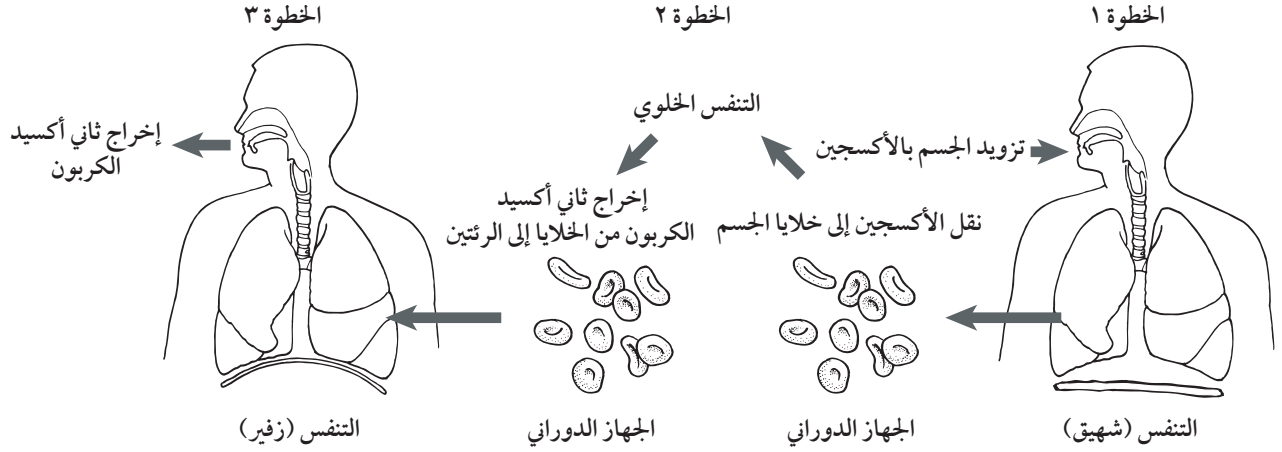 الخطوة ١
الخطوة ٢
الخطوة ٣
تزويد الجسم بالأكسجين
نقل الأكسجين إلى خلايا الجسم
التنفس الخلوي
إخراج ثاني أكسيد
الكربون من الخلايا إلى الرئتين
إخراج ثاني أكسيد
الكربون
التنفس (شهيق)
الجهاز الدوراني
الجهاز الدوراني
التنفس (زفير)